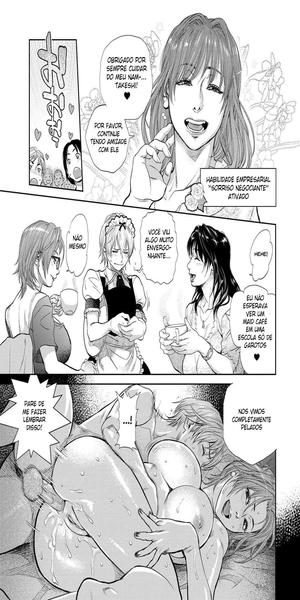 OBRIGADO POR
SEMPRE CUIDAR
DO MEU NAM...
TAKESHI!
POR FAVOR,
CONTINUE
TENDO AMIZADE
COM ELE
HABILIDADE EMPRESARIAL
"SORRISO NEGOCIANTE"
ATIVADO
NÃO
MESMO
VOCÊ VIU
ALGO MUITO
ENVERGO-
NHANTE...
HEHE!
EU NÃO
ESPERAVA VER
UM MAID CAFÉ
EM UMA
ESCOLA SÓ DE
GAROTOS
PARE DE
ME FAZER
LEMBRAR
DISSO!
...!
NOS VIMOS
COMPLETAMENTE
PELADOS